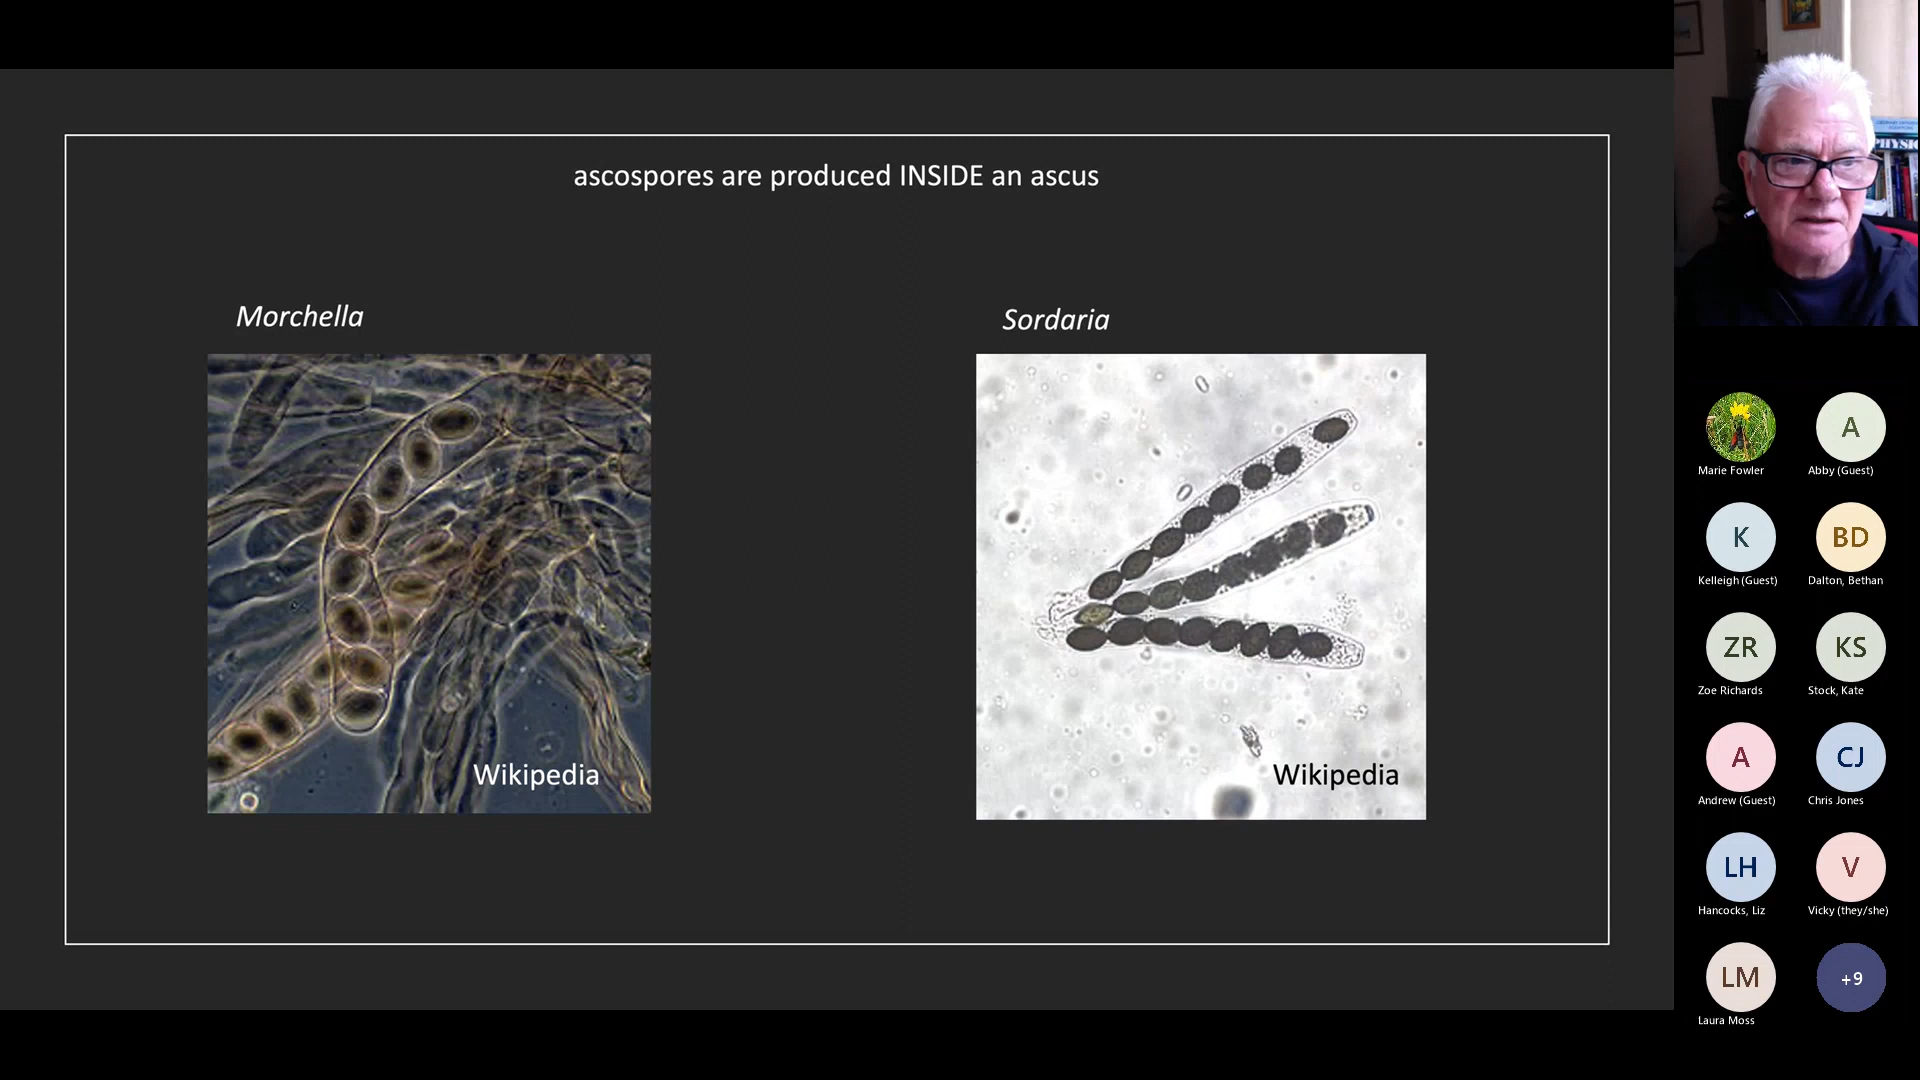 ascospores are produced INSIDE an ascus
Morchella
Sordaria
Wikipedia
Wikipedia
PHYSIC
Marie Fowler
A
Abby (Guest)
K
Kelleigh (Guest)
BD
Dalton, Bethan
ZR
Zoe Richards
KS
Stock, Kate
A
Andrew (Guest)
CJ
Chris Jones
LH
Hancocks, Liz
V
Vicky (they/she)
LM
Laura Moss
+9